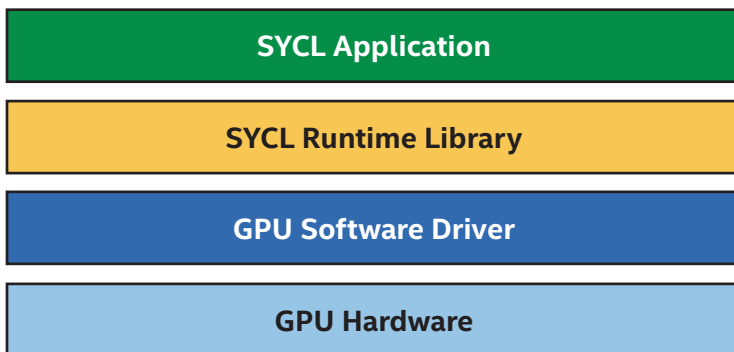 SYCL Application
SYCL Runtime Library
GPU Software Driver
GPU Hardware